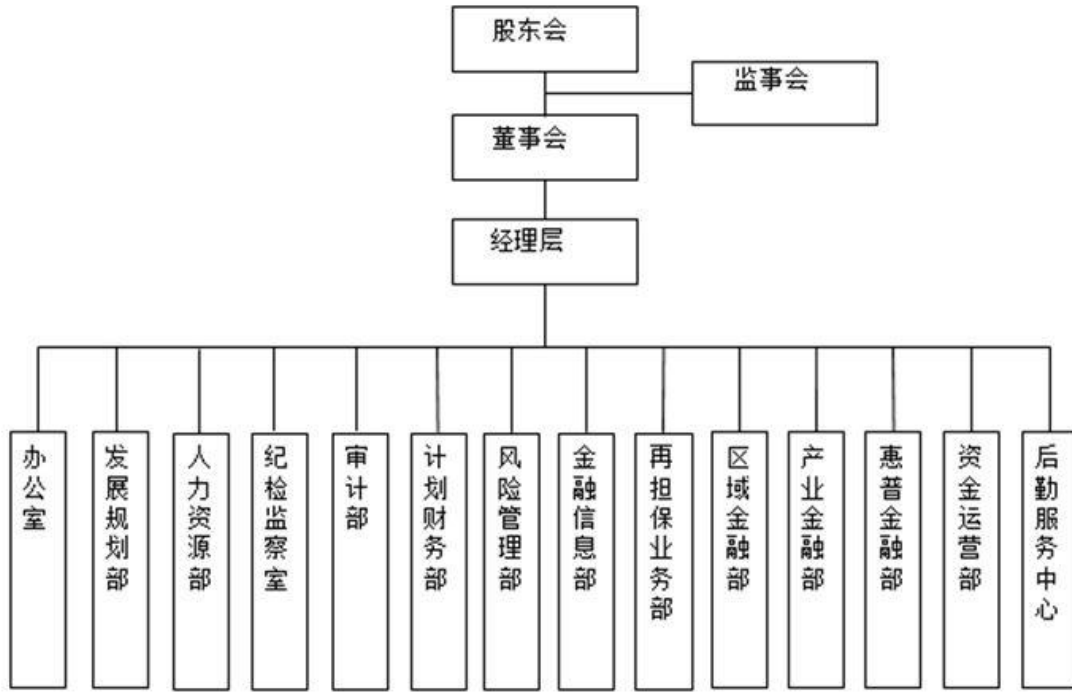 股东会
监事会
董事会
经理层
办公室
发展规划部
人力资源部
纪检监察室
审计部
计划财务部
风险管理部
金融信息部
再担保业务部
区域金融部
产业金融部
惠普金融部
资金运营部
后勤服务中心